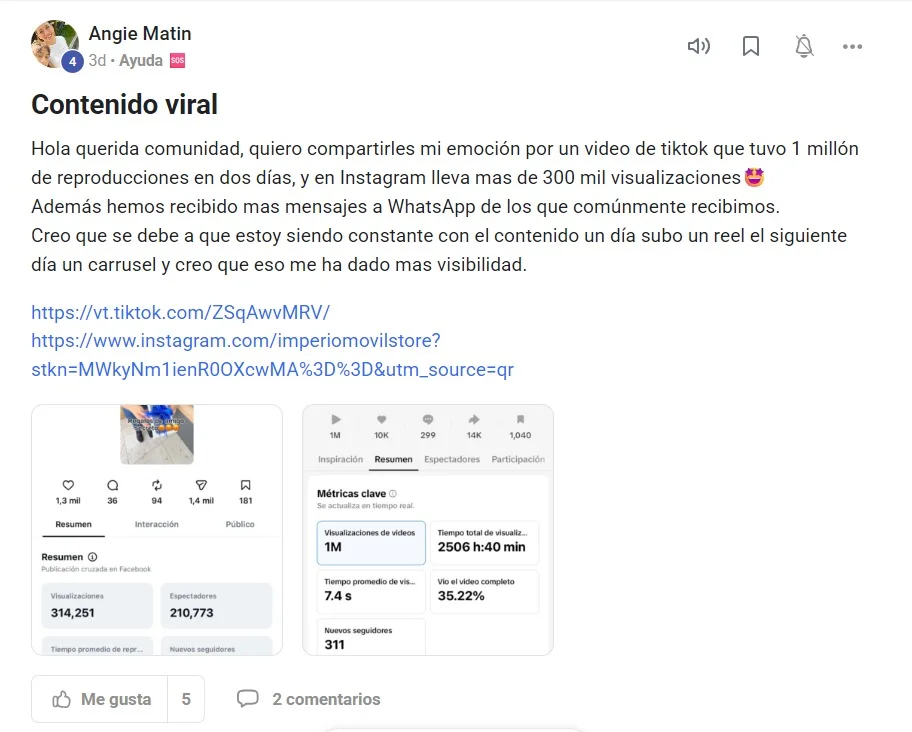 Angie Matin
4
3d • Ayuda SOS
Contenido viral
Hola querida comunidad, quiero compartirles mi emoción por un video de tiktok que tuvo 1 millón
de reproducciones en dos días, y en Instagram lleva mas de 300 mil visualizaciones🤩
Además hemos recibido mas mensajes a WhatsApp de los que comúnmente recibimos.
Creo que se debe a que estoy siendo constante con el contenido un día subo un reel el siguiente
día un carrusel y creo que eso me ha dado mas visibilidad.
https://vt.tiktok.com/ZSqAwvMRV/
https://www.instagram.com/imperiomovilstore?
stkn=MWkyNm1ienR0OXcwMA%3D%3D&utm_source=qr
1,3 mil 36 94 1,4 mil 181
Resumen Interacción Público
Resumen
Publicación cruzada en Facebook
Visualizaciones Espectadores
314,251 210,773
Tiempo promedio de repr... Nuevos seguidores
1M 10K 299 14K 1,040
Inspiración Resumen Espectadores Participación
Métricas clave
Se actualiza en tiempo real.
Visualizaciones de videos Tiempo total de visualiz...
1M 2506 h:40 min
Tiempo promedio de vis... Vio el video completo
7.4 s 35.22%
Nuevos seguidores
311
Me gusta 5 2 comentarios